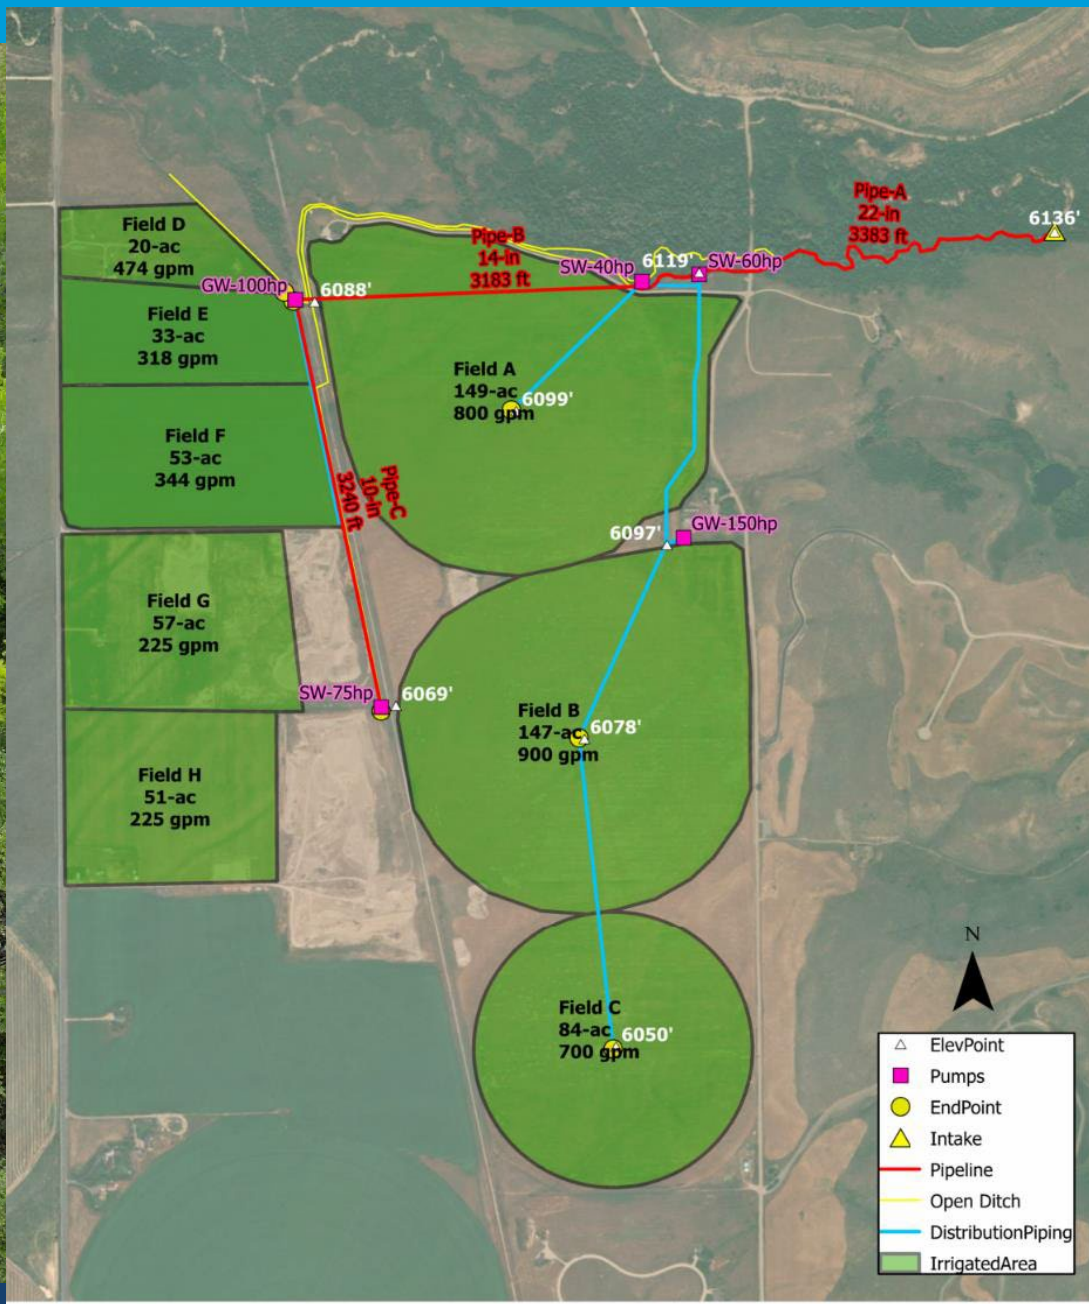 Pipe-A
22-in
3383 ft
6136'
Field D
20-ac
474 gpm
Pipe-B
14-in
3183 ft
SW-40hp
6119'
SW-60hp
GW-100hp
6088'
Field E
33-ac
318 gpm
Field A
149-ac
800 gpm
6099'
Field F
53-ac
344 gpm
Pipe-C
10-in
3240 ft
6097'
GW-150hp
Field G
57-ac
225 gpm
SW-75hp
6069'
Field B
147-ac
900 gpm
6078'
Field H
51-ac
225 gpm
Field C
84-ac
700 gpm
6050'
N
ElevPoint
Pumps
EndPoint
Intake
Pipeline
Open Ditch
DistributionPiping
IrrigatedArea